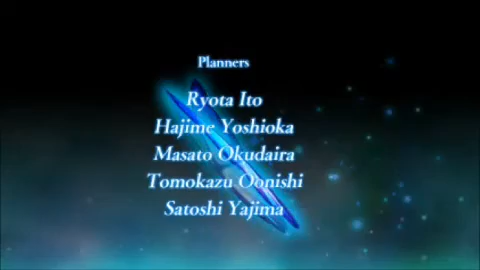 Planners
Ryota Ito
Hajime Yoshioka
Masato Okudaira
Tomokazu Oonishi
Satoshi Yajima